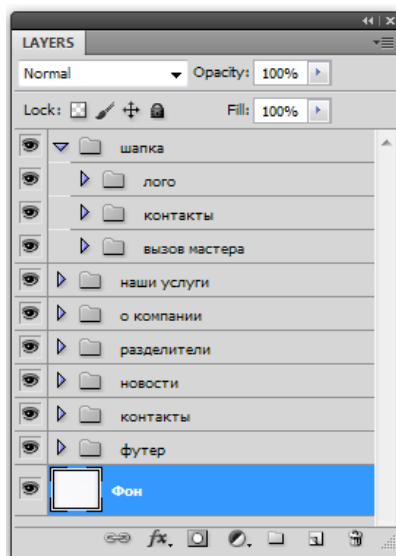 LAYERS
Normal Opacity: 100%
Lock: Fill: 100%
шапка
лого
контакты
вызов мастера
наши услуги
о компании
разделители
новости
контакты
футер
Фон
fx.